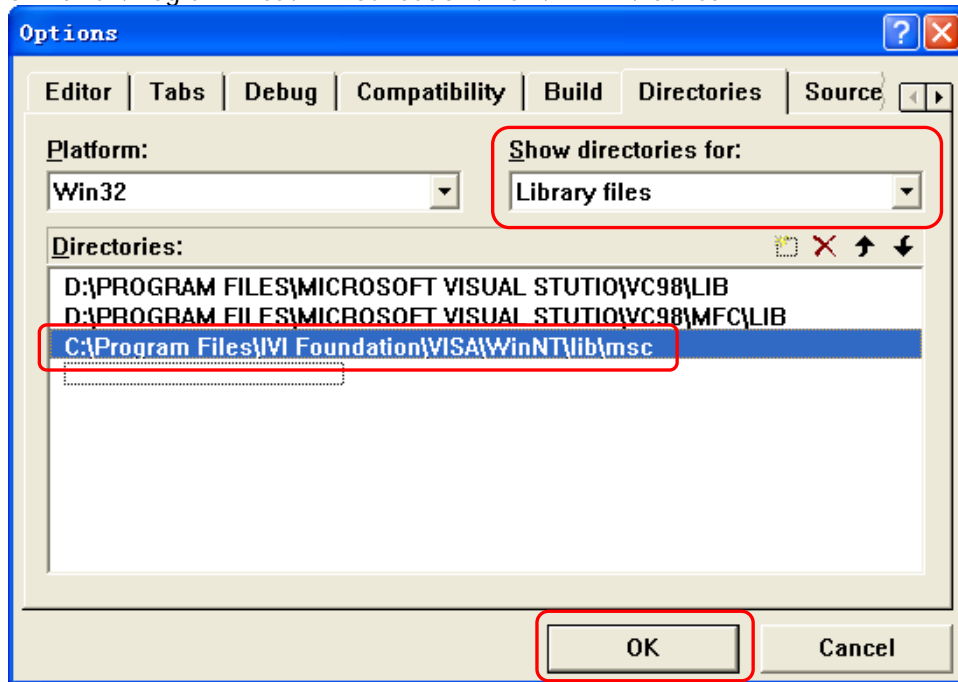 Options
Editor Tabs Debug Compatibility Build Directories Source
Platform: Show directories for:
Win32 Library files
Directories:
D:\PROGRAM FILES\MICROSOFT VISUAL STUTIO\VC98\LIB
D:\PROGRAM FILES\MICROSOFT VISUAL STUTIO\VC98\MFC\LIB
C:\Program Files\IVI Foundation\VISA\WinNT\lib\msc
OK Cancel